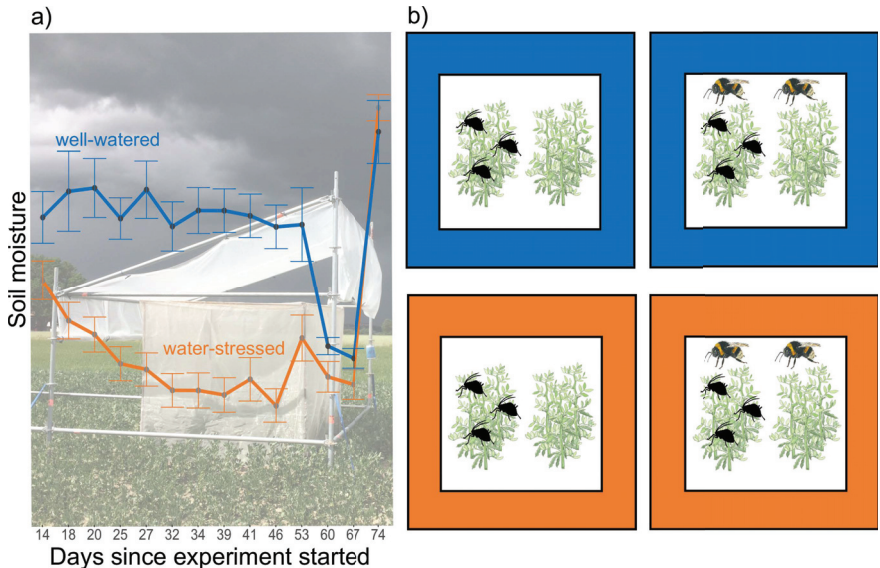 a)
b)
well-watered
Soil moisture
water-stressed
14 18 20 25 27 32 34 39 41 46 53 60 67 74
Days since experiment started